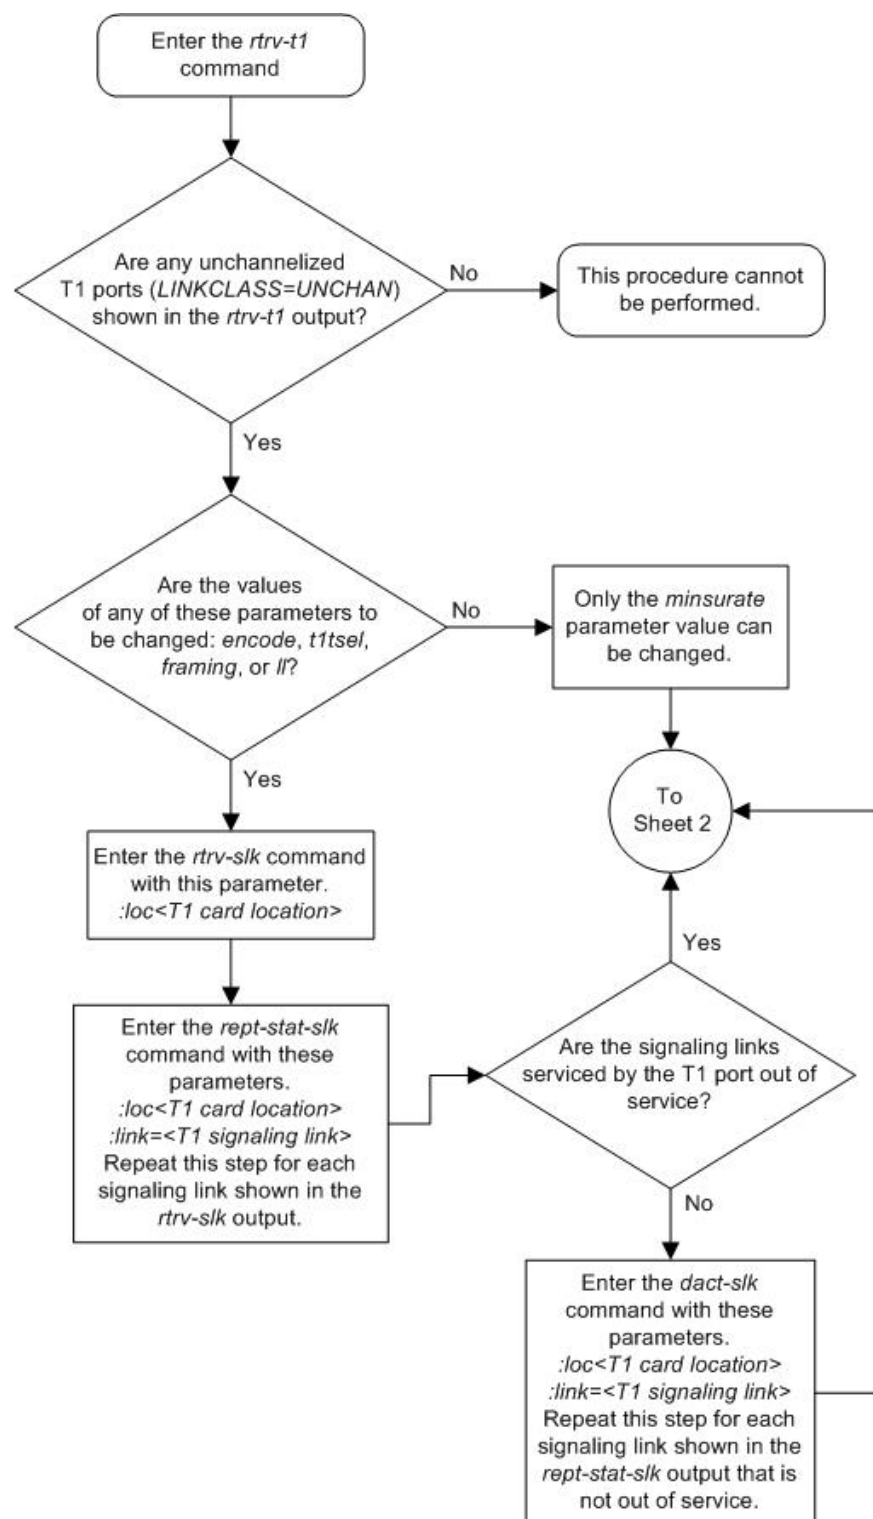 Enter the rtrv-t1
command
Are any unchannelized
T1 ports (LINKCLASS=UNCHAN)
shown in the rtrv-t1 output?
No
This procedure cannot
be performed.
Yes
Are the values
of any of these parameters to
be changed: encode, t1tsel,
framing, or ll?
No
Only the minsurate
parameter value can
be changed.
Yes
To
Sheet 2
Enter the rtrv-slk command
with this parameter.
:loc<T1 card location>
Enter the rept-stat-slk
command with these
parameters.
:loc<T1 card location>
:link=<T1 signaling link>
Repeat this step for each
signaling link shown in the
rtrv-slk output.
Yes
Are the signaling links
serviced by the T1 port out of
service?
No
Enter the dact-slk
command with these
parameters.
:loc<T1 card location>
:link=<T1 signaling link>
Repeat this step for each
signaling link shown in the
rept-stat-slk output that is
not out of service.